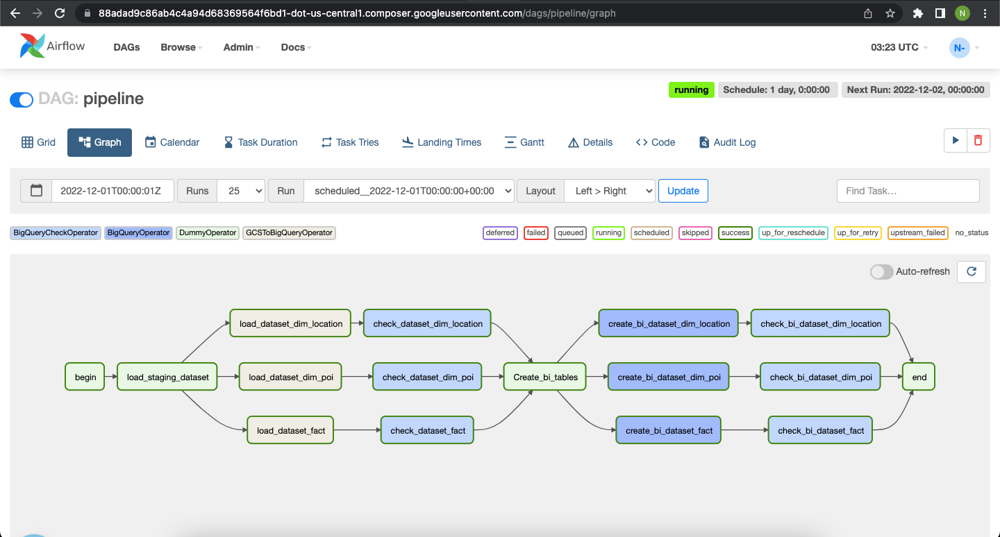 88adad9c86ab4c4a94d68369564f6bd1-dot-us-central1.composer.googleusercontent.com/dags/pipeline/graph N
Airflow DAGs Browse Admin Docs 03:23 UTC N-
DAG: pipeline running Schedule: 1 day, 0:00:00 Next Run: 2022-12-02, 00:00:00
Grid Graph Calendar Task Duration Task Tries Landing Times Gantt Details <> Code Audit Log
2022-12-01T00:00:01Z Runs 25 Run scheduled__2022-12-01T00:00:00+00:00 Layout Left > Right Update Find Task...
BigQueryCheckOperator BigQueryOperator DummyOperator GCSToBigQueryOperator deferred failed queued running scheduled skipped success up_for_reschedule up_for_retry upstream_failed no_status
Auto-refresh
load_dataset_dim_location check_dataset_dim_location create_bi_dataset_dim_location check_bi_dataset_dim_location
begin load_staging_dataset load_dataset_dim_poi check_dataset_dim_poi Create_bi_tables create_bi_dataset_dim_poi check_bi_dataset_dim_poi end
load_dataset_fact check_dataset_fact create_bi_dataset_fact check_bi_dataset_fact